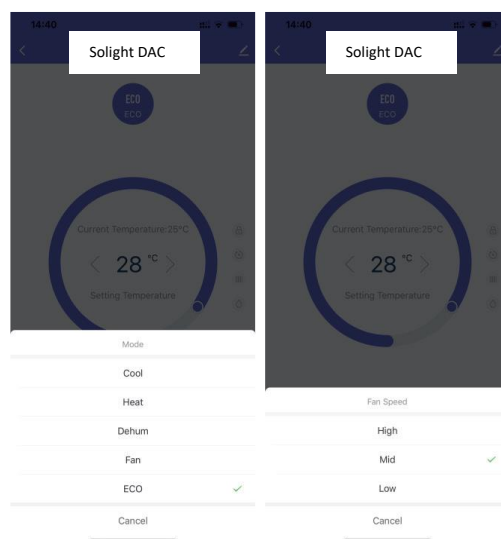 14:40
Solight DAC
ECO
ECO
Current Temperature:25°C
28 °C
Setting Temperature
Mode
Cool
Heat
Dehum
Fan
ECO
Cancel
14:40
Solight DAC
ECO
ECO
Current Temperature:25°C
28 °C
Setting Temperature
Fan Speed
High
Mid
Low
Cancel